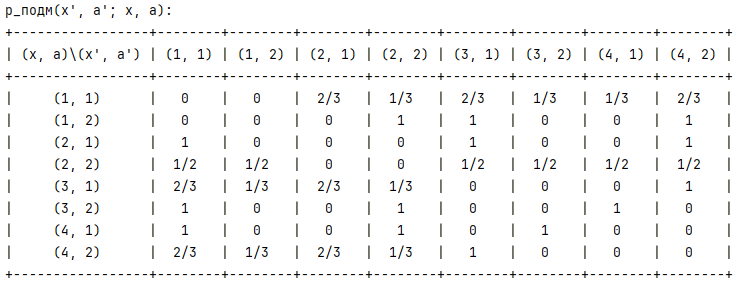 p_подм(x', a'; x, a):
+------------------+--------+--------+--------+--------+--------+--------+--------+--------+
| (x, a)\(x', a') | (1, 1) | (1, 2) | (2, 1) | (2, 2) | (3, 1) | (3, 2) | (4, 1) | (4, 2) |
+------------------+--------+--------+--------+--------+--------+--------+--------+--------+
| (1, 1) | 0 | 0 | 2/3 | 1/3 | 2/3 | 1/3 | 1/3 | 2/3 |
| (1, 2) | 0 | 0 | 0 | 1 | 1 | 0 | 0 | 1 |
| (2, 1) | 1 | 0 | 0 | 0 | 1 | 0 | 0 | 1 |
| (2, 2) | 1/2 | 1/2 | 0 | 0 | 1/2 | 1/2 | 1/2 | 1/2 |
| (3, 1) | 2/3 | 1/3 | 2/3 | 1/3 | 0 | 0 | 0 | 1 |
| (3, 2) | 1 | 0 | 0 | 1 | 0 | 0 | 1 | 0 |
| (4, 1) | 1 | 0 | 0 | 1 | 0 | 1 | 0 | 0 |
| (4, 2) | 2/3 | 1/3 | 2/3 | 1/3 | 1 | 0 | 0 | 0 |
+------------------+--------+--------+--------+--------+--------+--------+--------+--------+